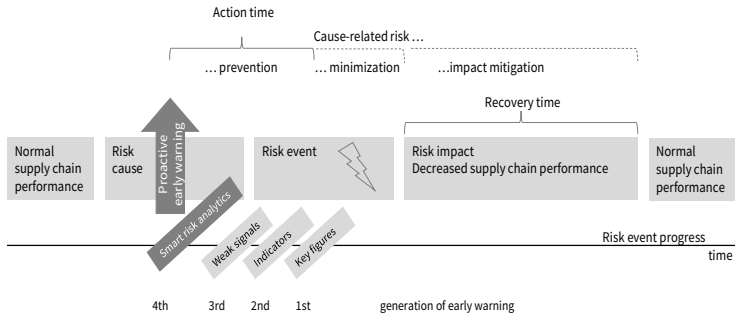 Action time
Cause-related risk ...
... prevention
... minimization
...impact mitigation
Recovery time
Normal
supply chain
performance
Risk
cause
Proactive
early warning
Risk event
Risk impact
Decreased supply chain performance
Normal
supply chain
performance
Smart risk analytics
Weak signals
Indicators
Key figures
Risk event progress
time
4th
3rd
2nd
1st
generation of early warning